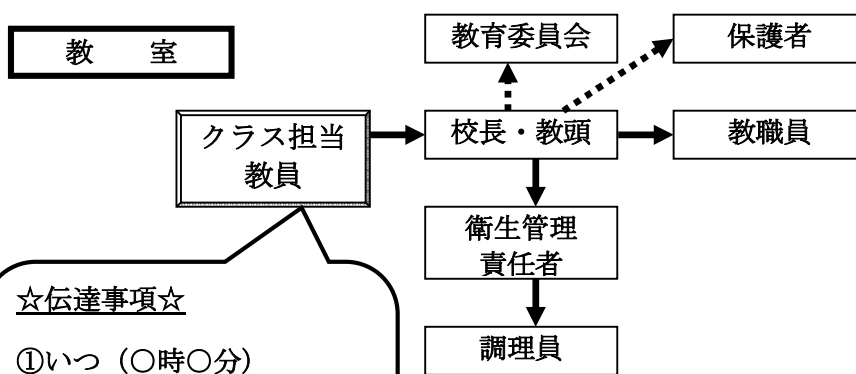 教　室
教育委員会
保護者
クラス担当
教員
校長・教頭
教職員
衛生管理
責任者
調理員
☆伝達事項☆
①いつ（○時○分）